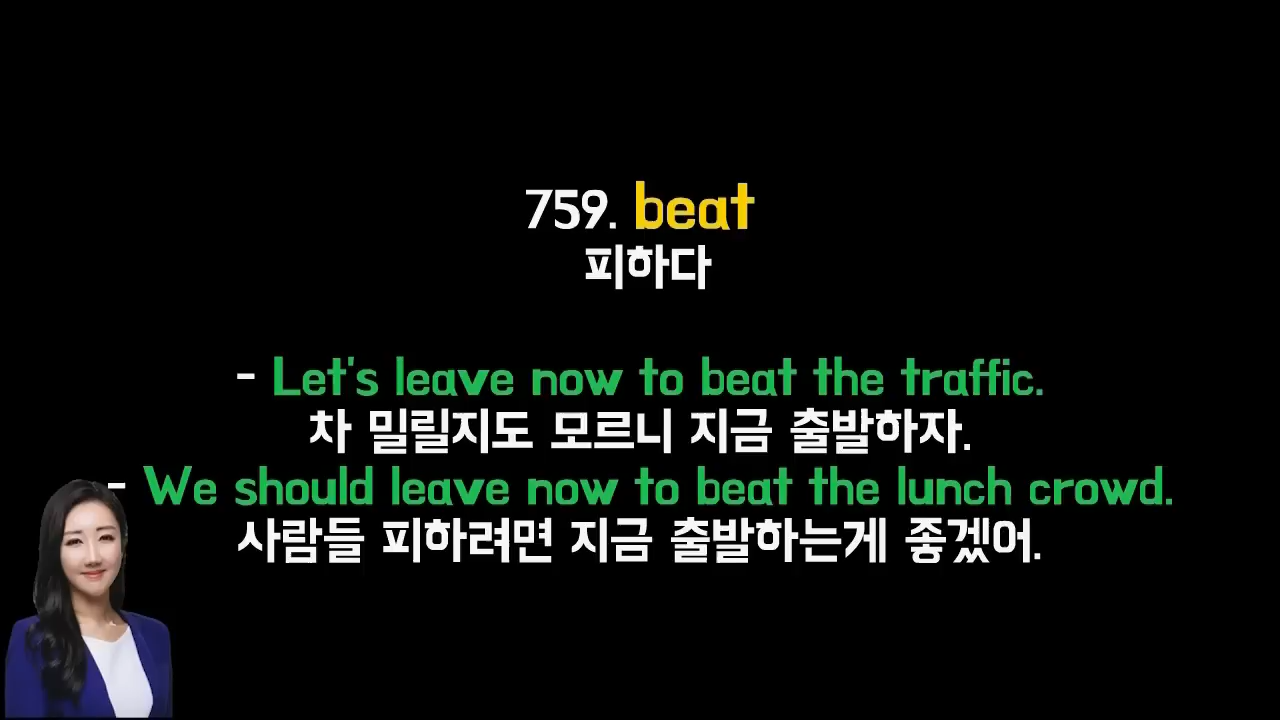 759. beat
피하다
- Let's leave now to beat the traffic.
차 밀릴지도 모르니 지금 출발하자.
- We should leave now to beat the lunch crowd.
사람들 피하려면 지금 출발하는게 좋겠어.